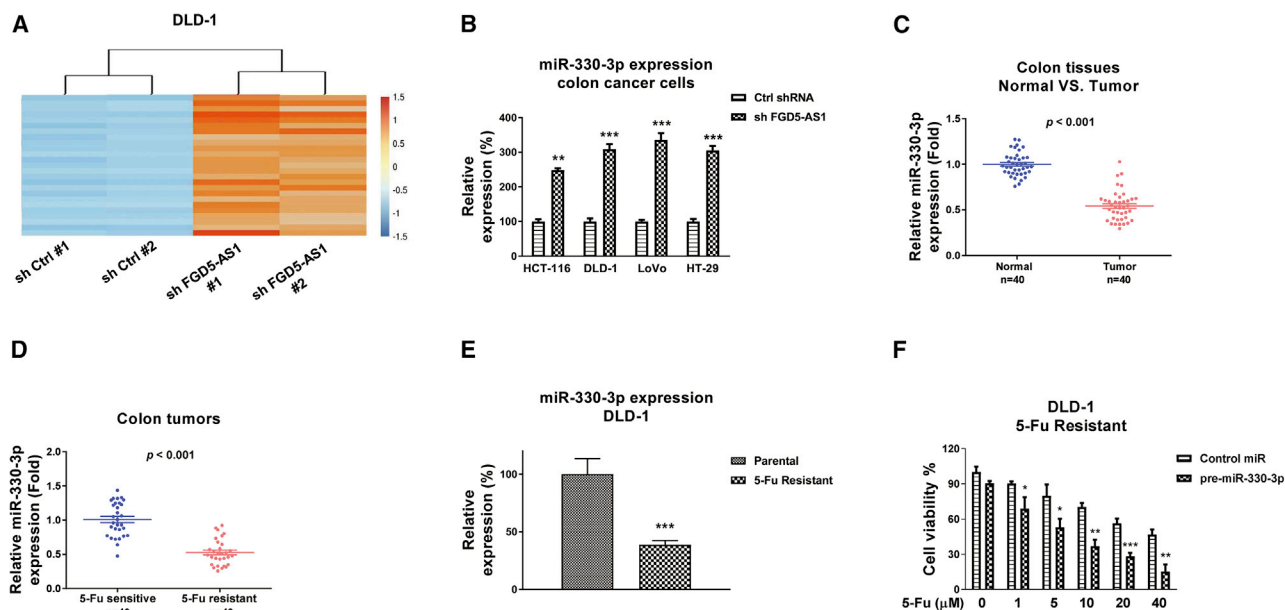 A
DLD-1
1.5
1
0.5
0
-0.5
-1
-1.5
sh Ctrl #1
sh Ctrl #2
sh FGD5-AS1
#1
sh FGD5-AS1
#2
B
miR-330-3p expression
colon cancer cells
Ctrl shRNA
sh FGD5-AS1
Relative
expression (%)
400
300
200
100
0
**
***
***
***
HCT-116
DLD-1
LoVo
HT-29
C
Colon tissues
Normal VS. Tumor
p < 0.001
Relative miR-330-3p
expression (Fold)
1.5
1.0
0.5
0.0
Normal
n=40
Tumor
n=40
D
Colon tumors
p < 0.001
Relative miR-330-3p
expression (Fold)
2.0
1.5
1.0
0.5
0.0
5-Fu sensitive
5-Fu resistant
E
miR-330-3p expression
DLD-1
Parental
5-Fu Resistant
Relative
expression (%)
100
50
0
***
F
DLD-1
5-Fu Resistant
Control miR
pre-miR-330-3p
Cell viability %
120
90
60
30
0
*
*
**
***
**
5-Fu (μM) 0 1 5 10 20 40